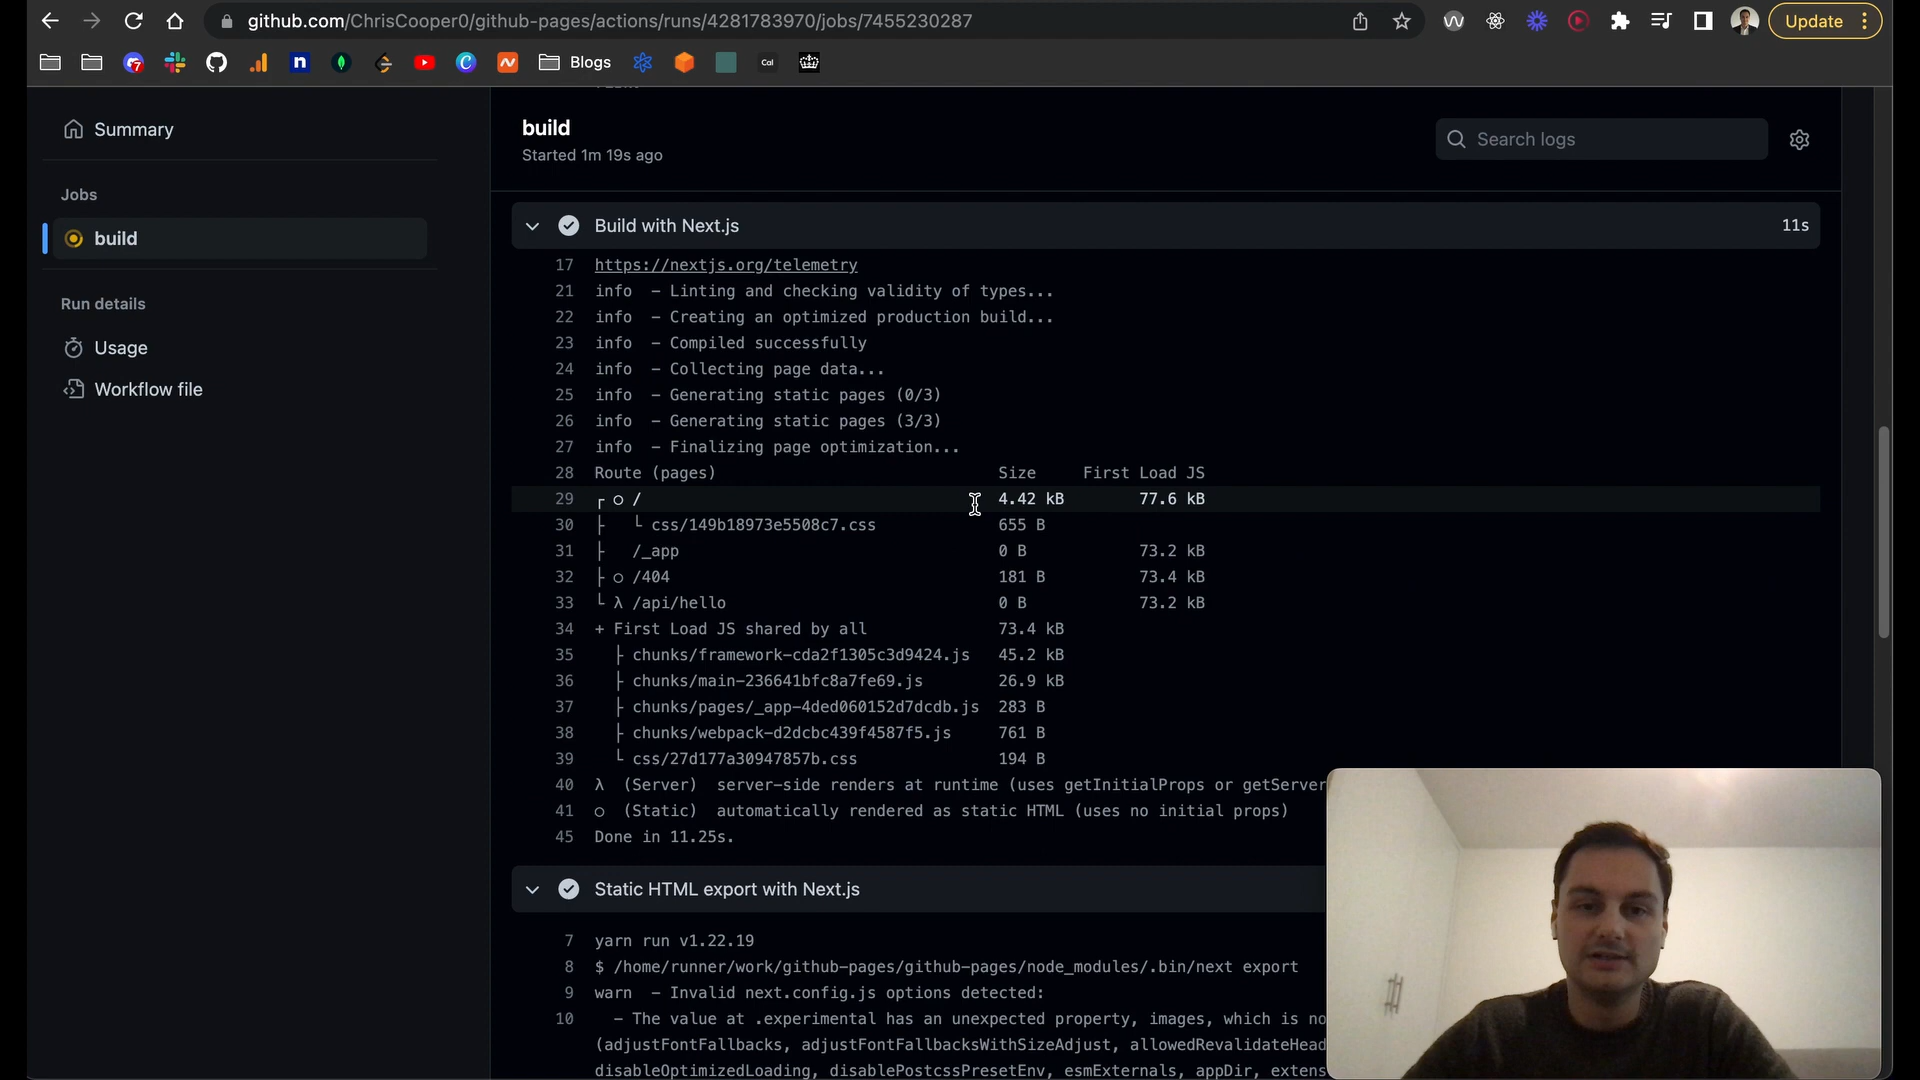 github.com/ChrisCooper0/github-pages/actions/runs/4281783970/jobs/7455230287
Update
7
n
Blogs
Cal
Summary
Jobs
build
Run details
Usage
Workflow file
build
Started 1m 19s ago
Search logs
Build with Next.js 11s
17 https://nextjs.org/telemetry
21 info - Linting and checking validity of types...
22 info - Creating an optimized production build...
23 info - Compiled successfully
24 info - Collecting page data...
25 info - Generating static pages (0/3)
26 info - Generating static pages (3/3)
27 info - Finalizing page optimization...
28 Route (pages) Size First Load JS
29 ┌ ○ / 4.42 kB 77.6 kB
30 ├ └ css/149b18973e5508c7.css 655 B
31 ├ /_app 0 B 73.2 kB
32 ├ ○ /404 181 B 73.4 kB
33 └ λ /api/hello 0 B 73.2 kB
34 + First Load JS shared by all 73.4 kB
35 ├ chunks/framework-cda2f1305c3d9424.js 45.2 kB
36 ├ chunks/main-236641bfc8a7fe69.js 26.9 kB
37 ├ chunks/pages/_app-4ded060152d7dcdb.js 283 B
38 ├ chunks/webpack-d2dcbc439f4587f5.js 761 B
39 └ css/27d177a30947857b.css 194 B
40 λ (Server) server-side renders at runtime (uses getInitialProps or getServer
41 ○ (Static) automatically rendered as static HTML (uses no initial props)
45 Done in 11.25s.
Static HTML export with Next.js
7 yarn run v1.22.19
8 $ /home/runner/work/github-pages/github-pages/node_modules/.bin/next export
9 warn - Invalid next.config.js options detected:
10 - The value at .experimental has an unexpected property, images, which is no
(adjustFontFallbacks, adjustFontFallbacksWithSizeAdjust, allowedRevalidateHead
disableOptimizedLoading, disablePostcssPresetEnv, esmExternals, appDir, extens